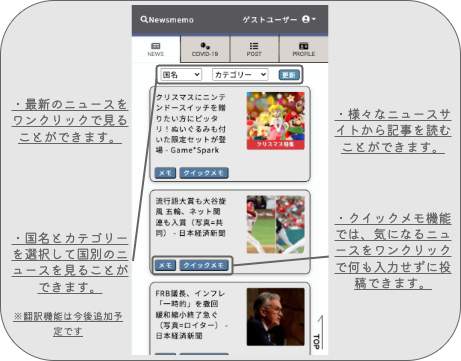 Newsmemo
ゲストユーザー
NEWS
COVID-19
POST
PROFILE
国名
カテゴリー
更新
クリスマスにニンテ
ンドースイッチを贈
りたい方にピッタ
リ！ぬいぐるみも付
いた限定セットが登
場 - Game*Spark
クリスマス特集
メモ
クイックメモ
流行語大賞も大谷旋
風 五輪、ネット関
連も入賞（写真=共
同） - 日本経済新聞
メモ
クイックメモ
FRB議長、インフレ
「一時的」を撤回
緩和縮小終了急ぐ
（写真=ロイター） -
日本経済新聞
メモ
クイックメモ
TOP
・最新のニュースを
ワンクリックで見る
ことができます。
・国名とカテゴリー
を選択して国別のニ
ュースを見ることが
できます。
※翻訳機能は今後追加予
定です
・様々なニュースサ
イトから記事を読む
ことができます。
・クイックメモ機能
では、気になるニュ
ースをワンクリック
で何も入力せずに投
稿できます。